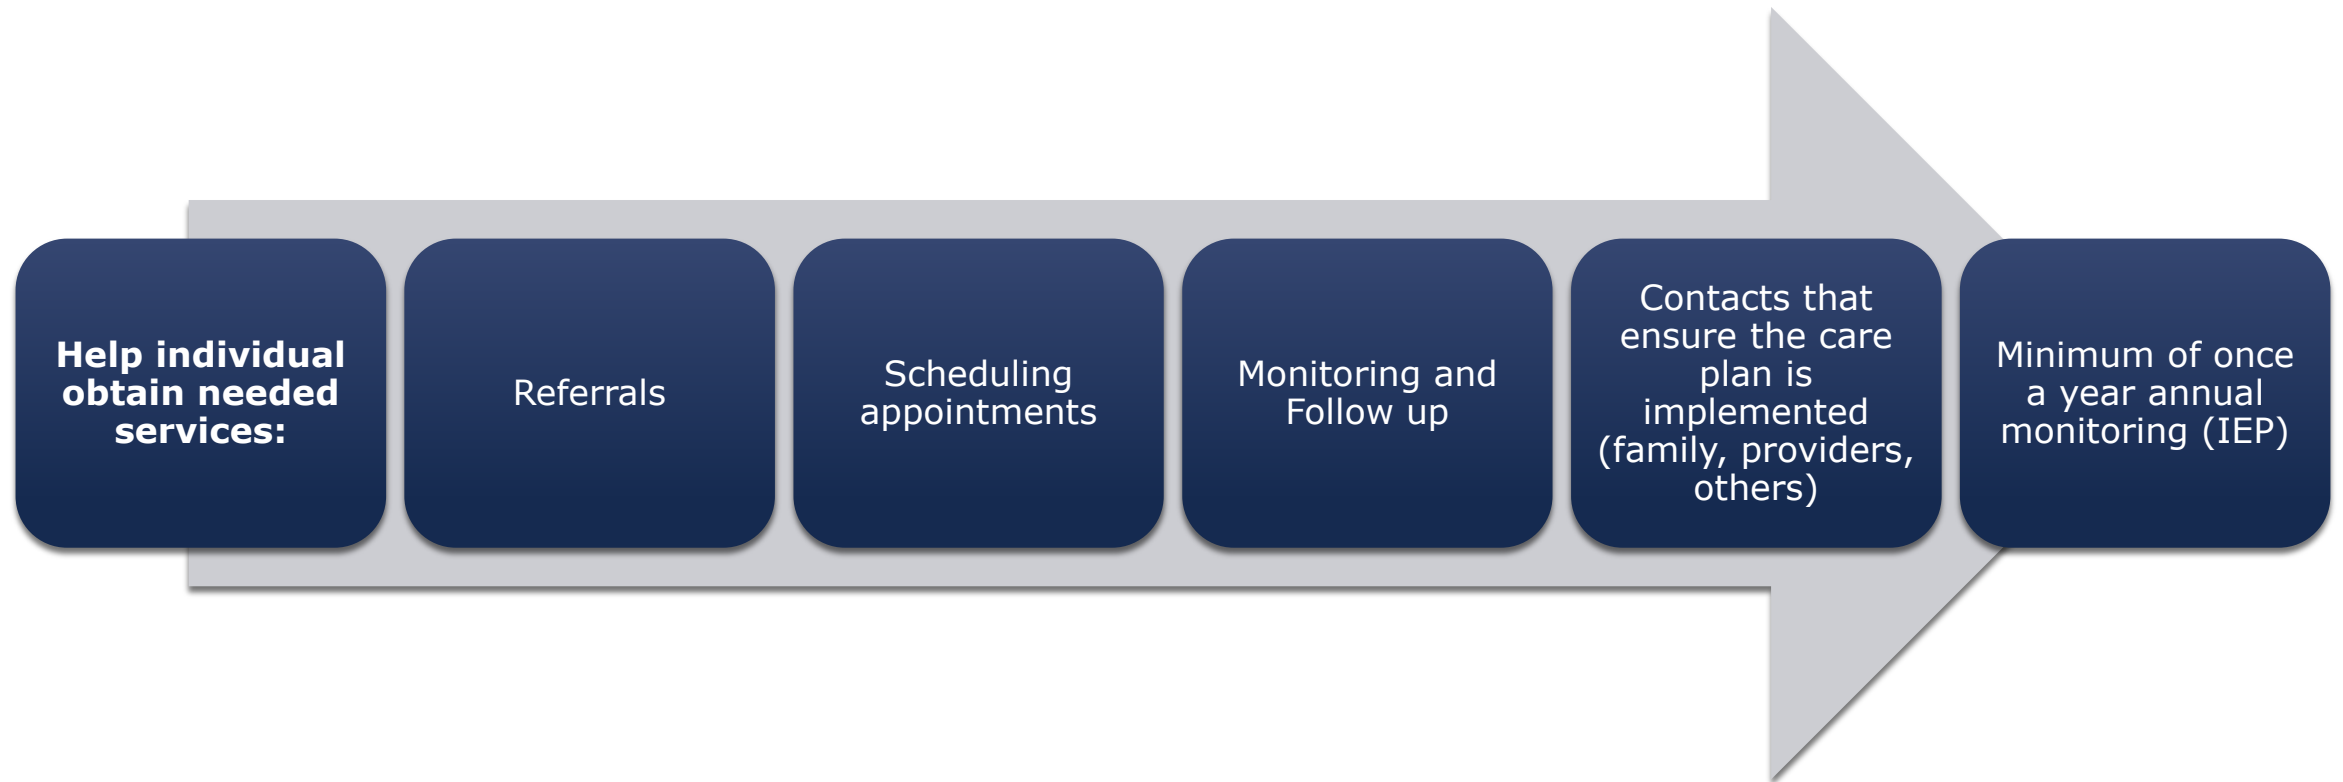 Help individual
obtain needed
services:
Referrals
Scheduling
appointments
Monitoring and
Follow up
Contacts that
ensure the care
plan is
implemented
(family, providers,
others)
Minimum of once
a year annual
monitoring (IEP)